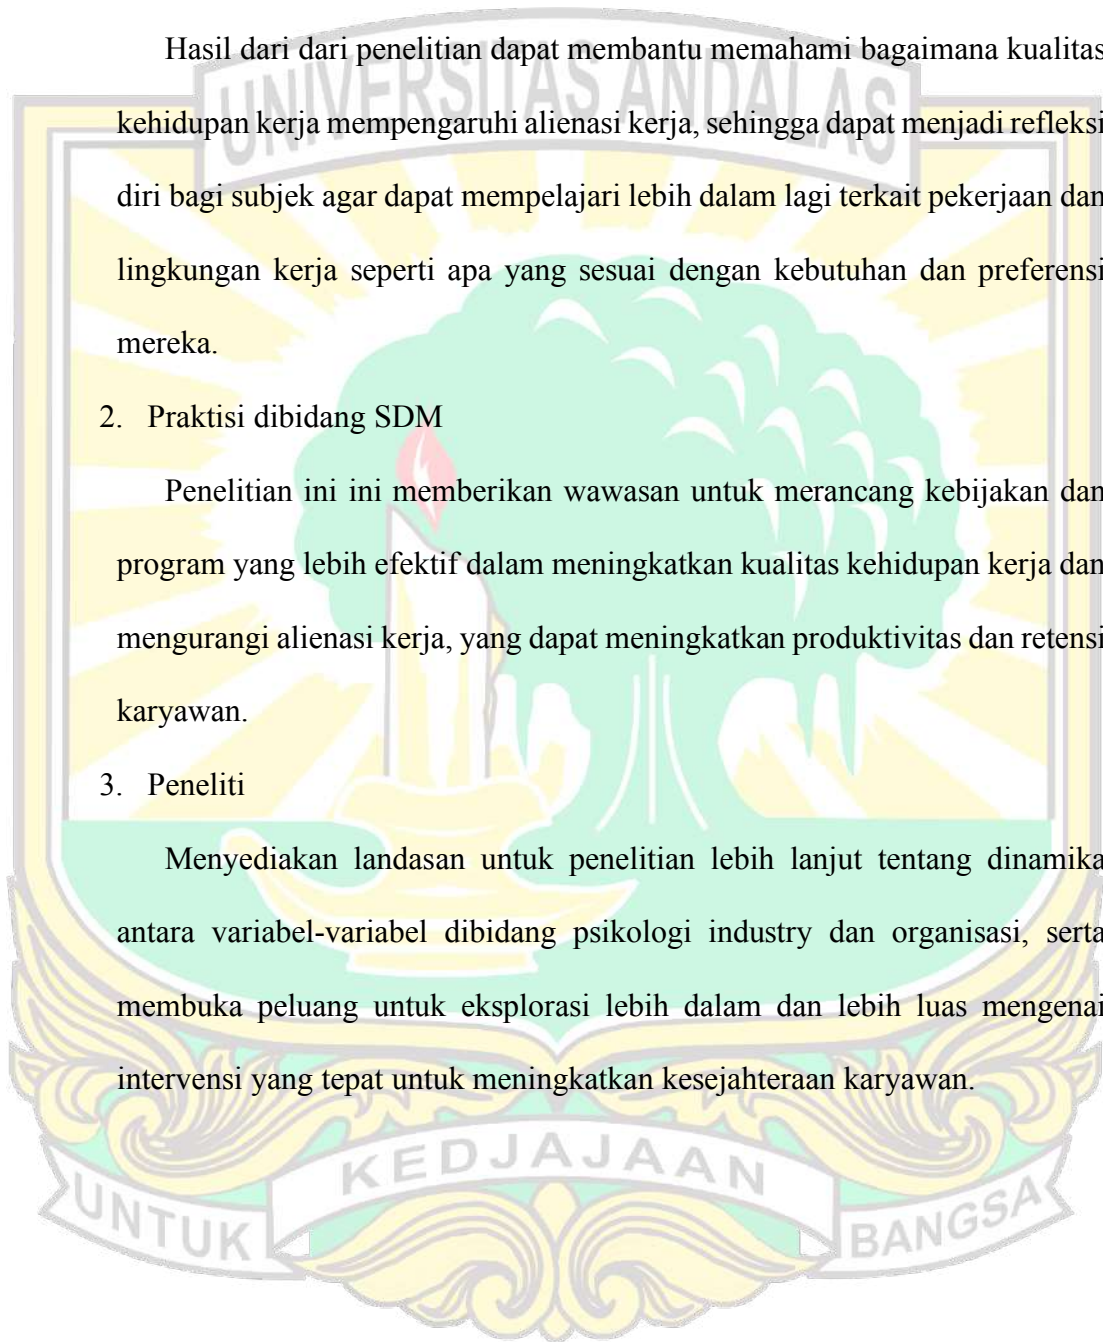 Hasil dari dari penelitian dapat membantu memahami bagaimana kualitas
UNIVERSITAS ANDALAS
kehidupan kerja mempengaruhi alienasi kerja, sehingga dapat menjadi refleksi
diri bagi subjek agar dapat mempelajari lebih dalam lagi terkait pekerjaan dan
lingkungan kerja seperti apa yang sesuai dengan kebutuhan dan preferensi
mereka.
2. Praktisi dibidang SDM
Penelitian ini ini memberikan wawasan untuk merancang kebijakan dan
program yang lebih efektif dalam meningkatkan kualitas kehidupan kerja dan
mengurangi alienasi kerja, yang dapat meningkatkan produktivitas dan retensi
karyawan.
3. Peneliti
Menyediakan landasan untuk penelitian lebih lanjut tentang dinamika
antara variabel-variabel dibidang psikologi industry dan organisasi, serta
membuka peluang untuk eksplorasi lebih dalam dan lebih luas mengenai
intervensi yang tepat untuk meningkatkan kesejahteraan karyawan.
UNTUK KEDJAJAAN BANGSA